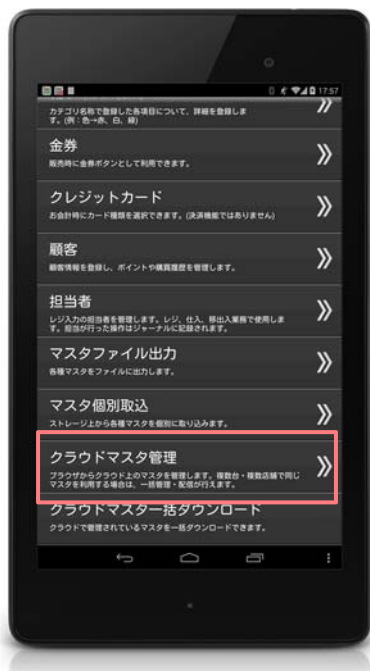 17:57
カテゴリ名称で登録した各項目について、詳細を登録しま
す。(例：色→赤、白、緑)
金券
販売時に金券ボタンとして利用できます。
クレジットカード
お会計時にカード種類を選択できます。(決済機能ではありません)
顧客
顧客情報を登録し、ポイントや購買履歴を管理します。
担当者
レジ入力の担当者を管理します。レジ、仕入、移出入業務で使用しま
す。担当が行った操作はジャーナルに記録されます。
マスタファイル出力
各種マスタをファイルに出力します。
マスタ個別取込
ストレージ上から各種マスタを個別に取り込みます。
クラウドマスタ管理
ブラウザからクラウド上のマスタを管理します。複数台・複数店舗で同じ
マスタを利用する場合は、一括管理・配信が行えます。
クラウドマスタ一括ダウンロード
クラウドで管理されているマスタを一括ダウンロードできます。